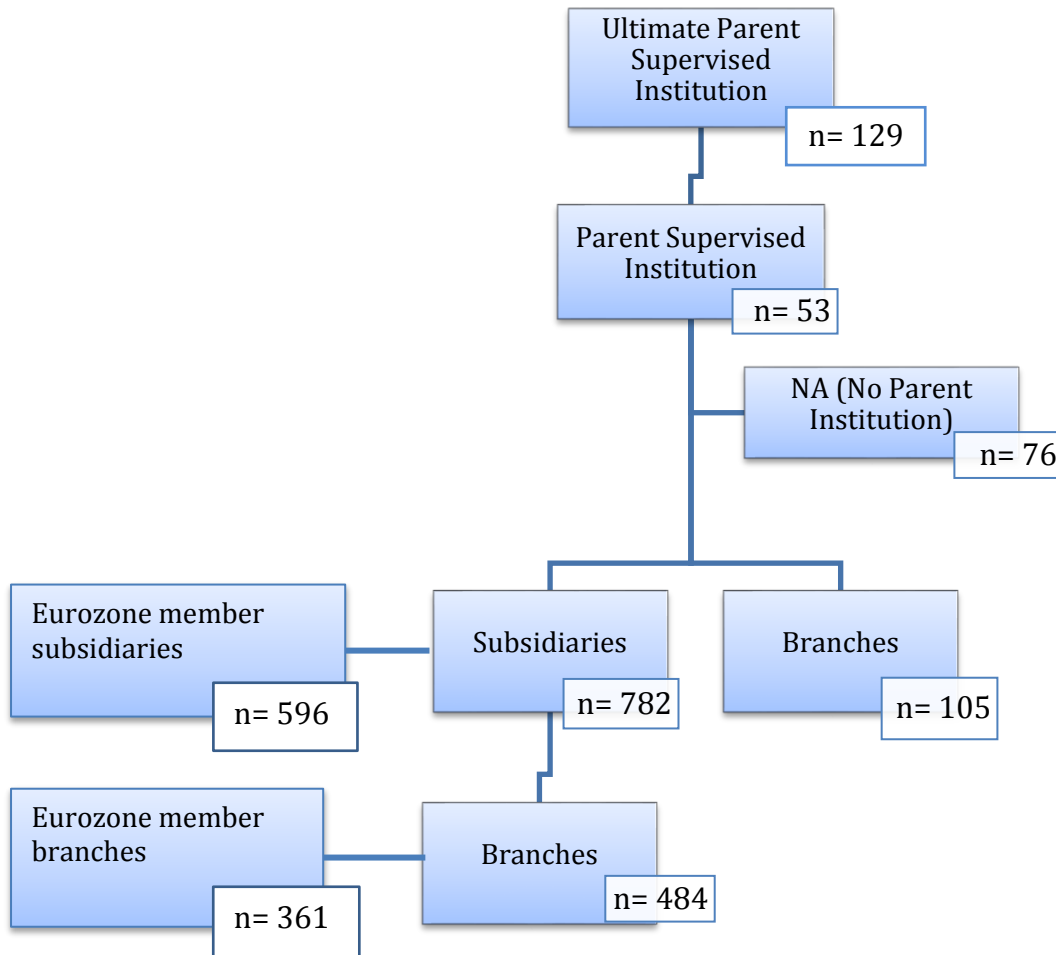 Ultimate Parent
Supervised
Institution
n= 129
Parent Supervised
Institution
n= 53
NA (No Parent
Institution)
n= 76
Eurozone member
subsidiaries
n= 596
Subsidiaries
n= 782
Branches
n= 105
Eurozone member
branches
n= 361
Branches
n= 484